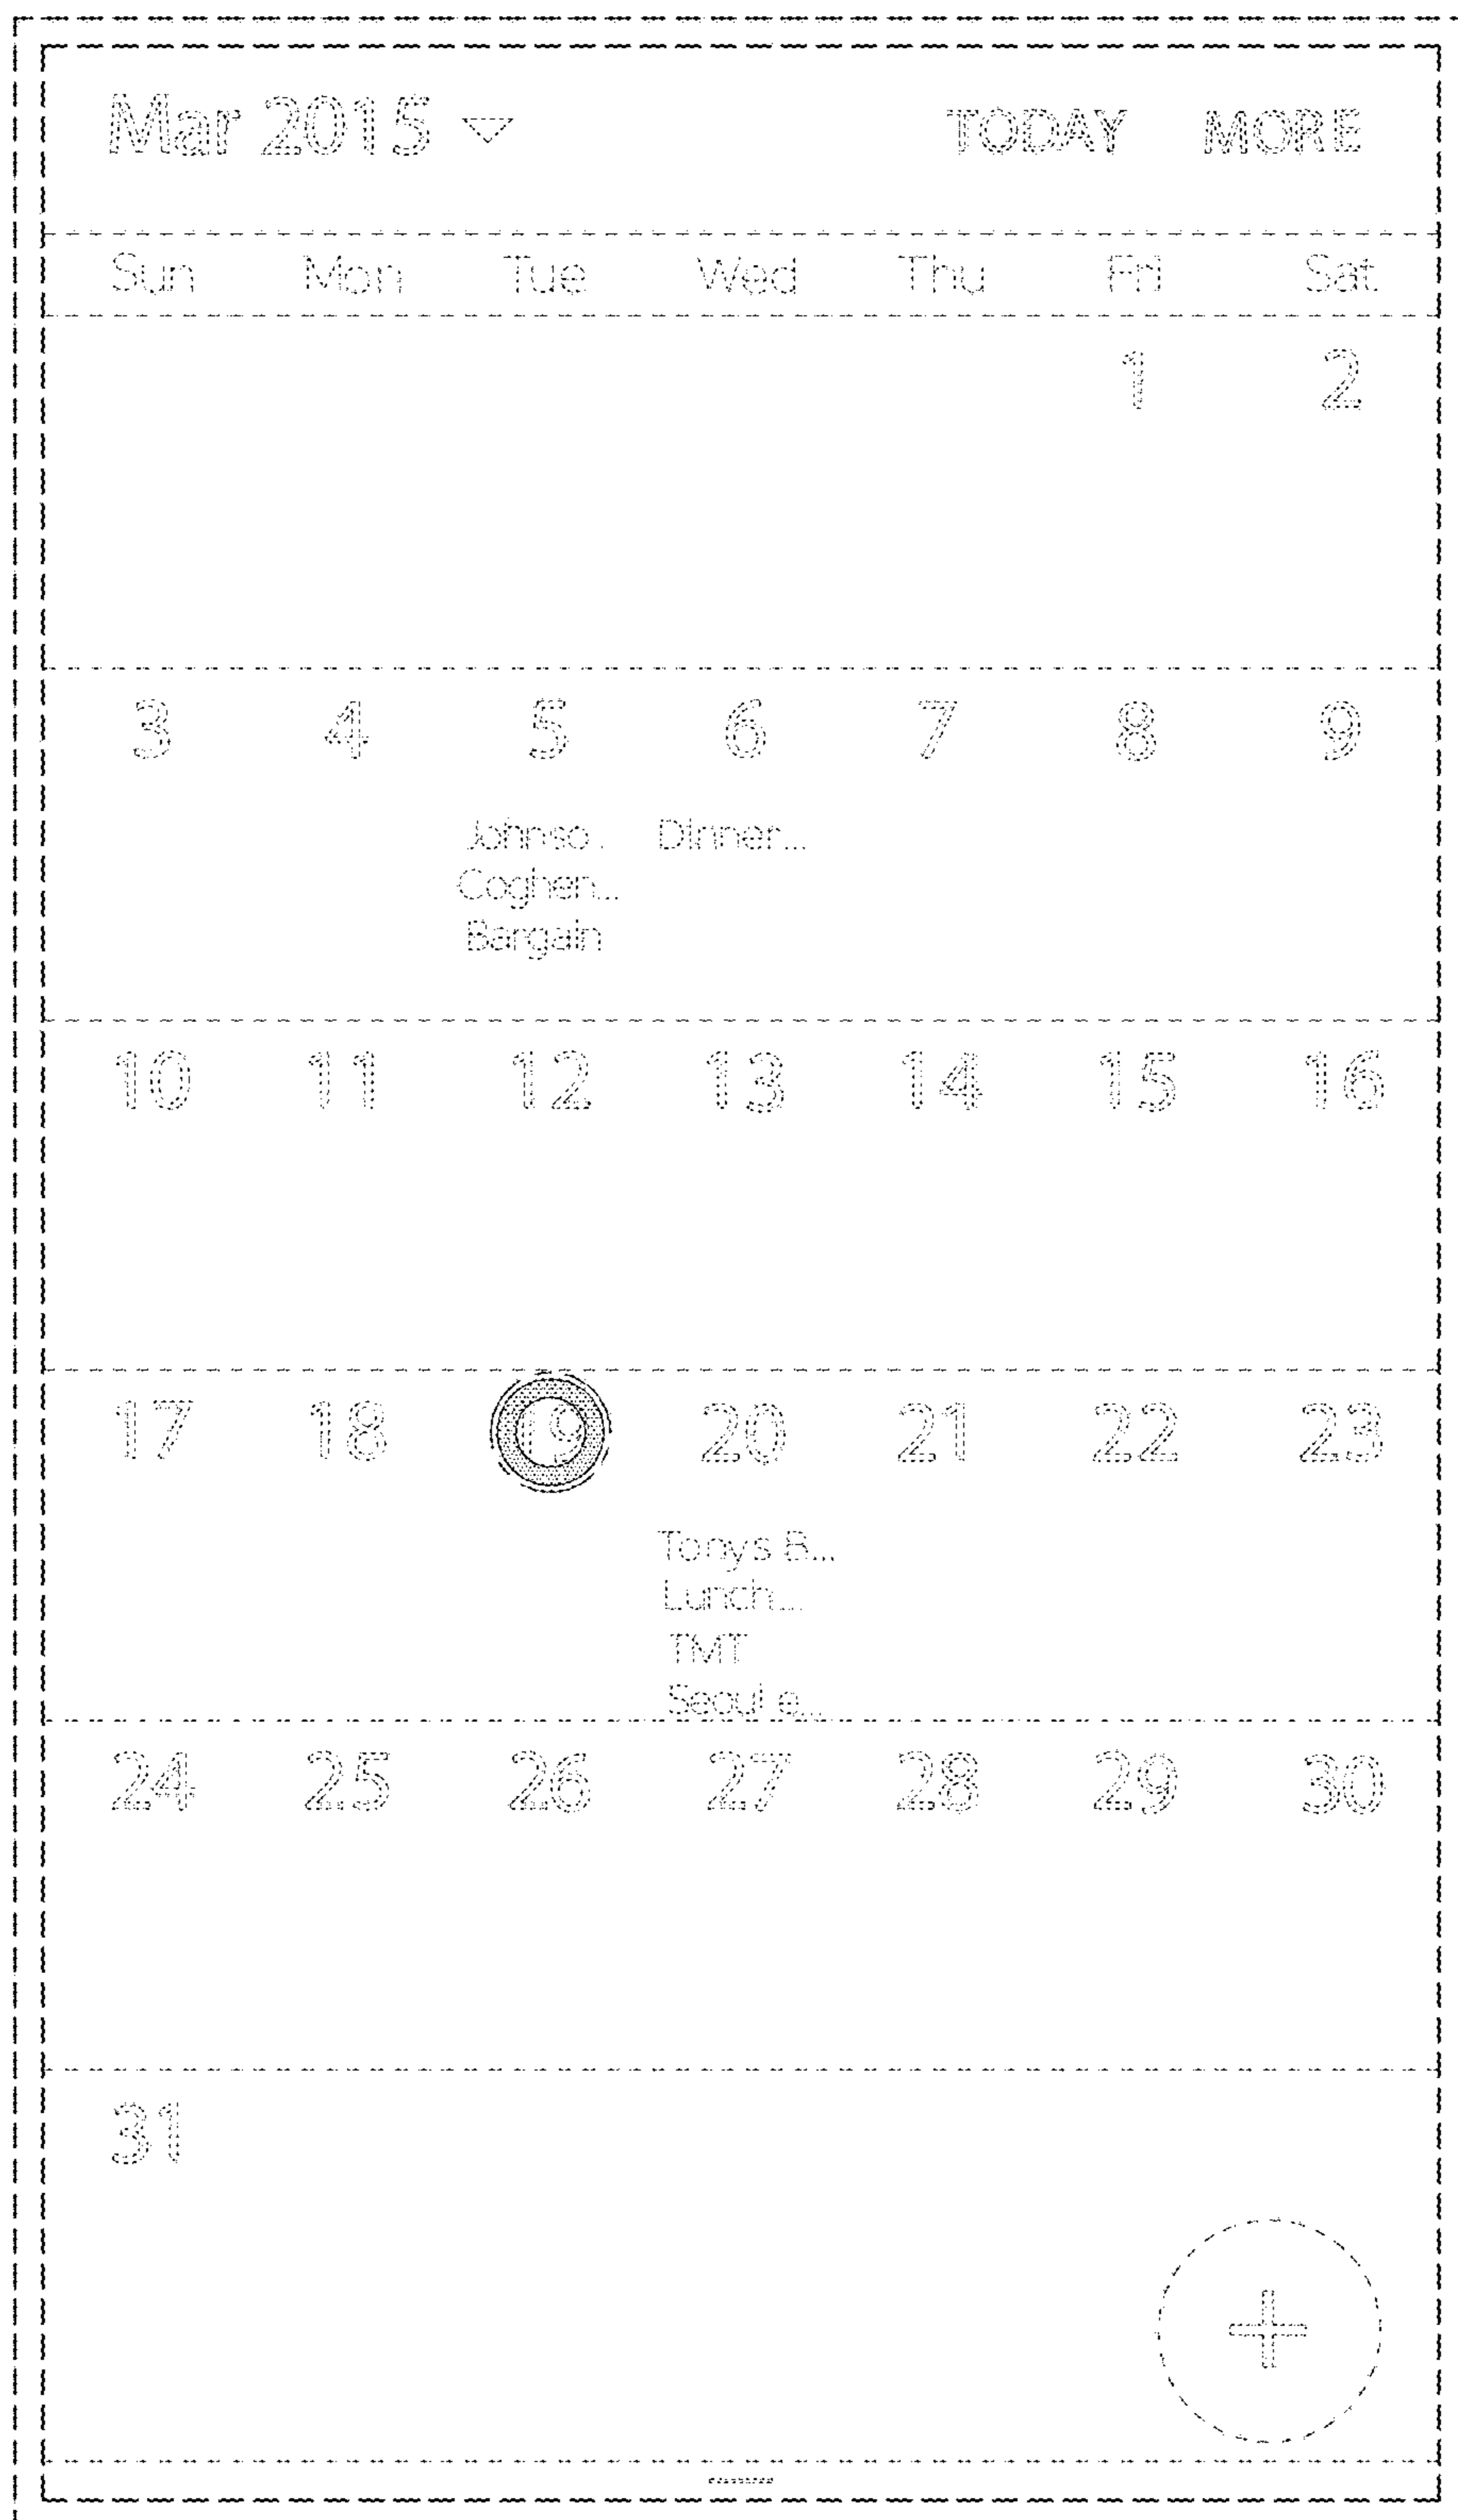 Mar 2015 TODAY MORE
Sun Mon Tue Wed Thu Fri Sat
1 2
3 4 5 6 7 8 9
Johnso.. Dinner...
Coghen...
Bargain
10 11 12 13 14 15 16
17 18 19 20 21 22 23
Tonys B...
Lunch...
TMT
Seoul e...
24 25 26 27 28 29 30
31
+